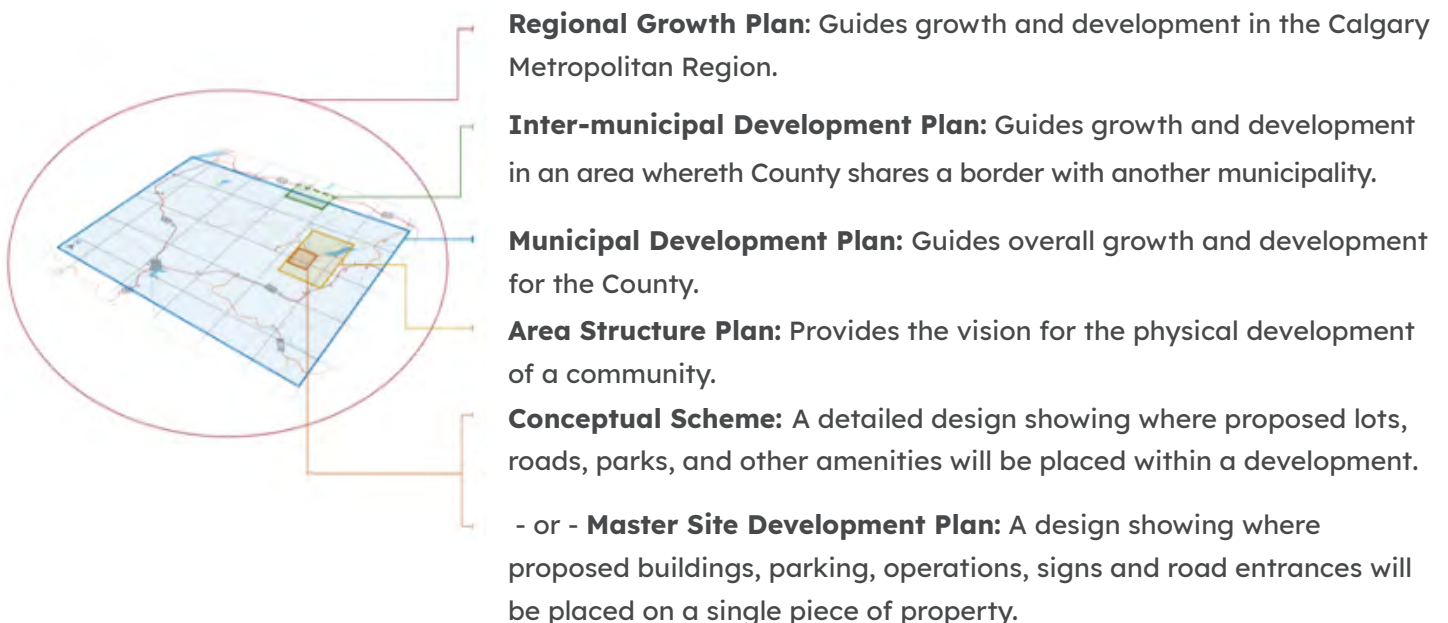 Regional Growth Plan: Guides growth and development in the Calgary
Metropolitan Region.
Inter-municipal Development Plan: Guides growth and development
in an area whereth County shares a border with another municipality.
Municipal Development Plan: Guides overall growth and development
for the County.
Area Structure Plan: Provides the vision for the physical development
of a community.
Conceptual Scheme: A detailed design showing where proposed lots,
roads, parks, and other amenities will be placed within a development.
- or - Master Site Development Plan: A design showing where
proposed buildings, parking, operations, signs and road entrances will
be placed on a single piece of property.